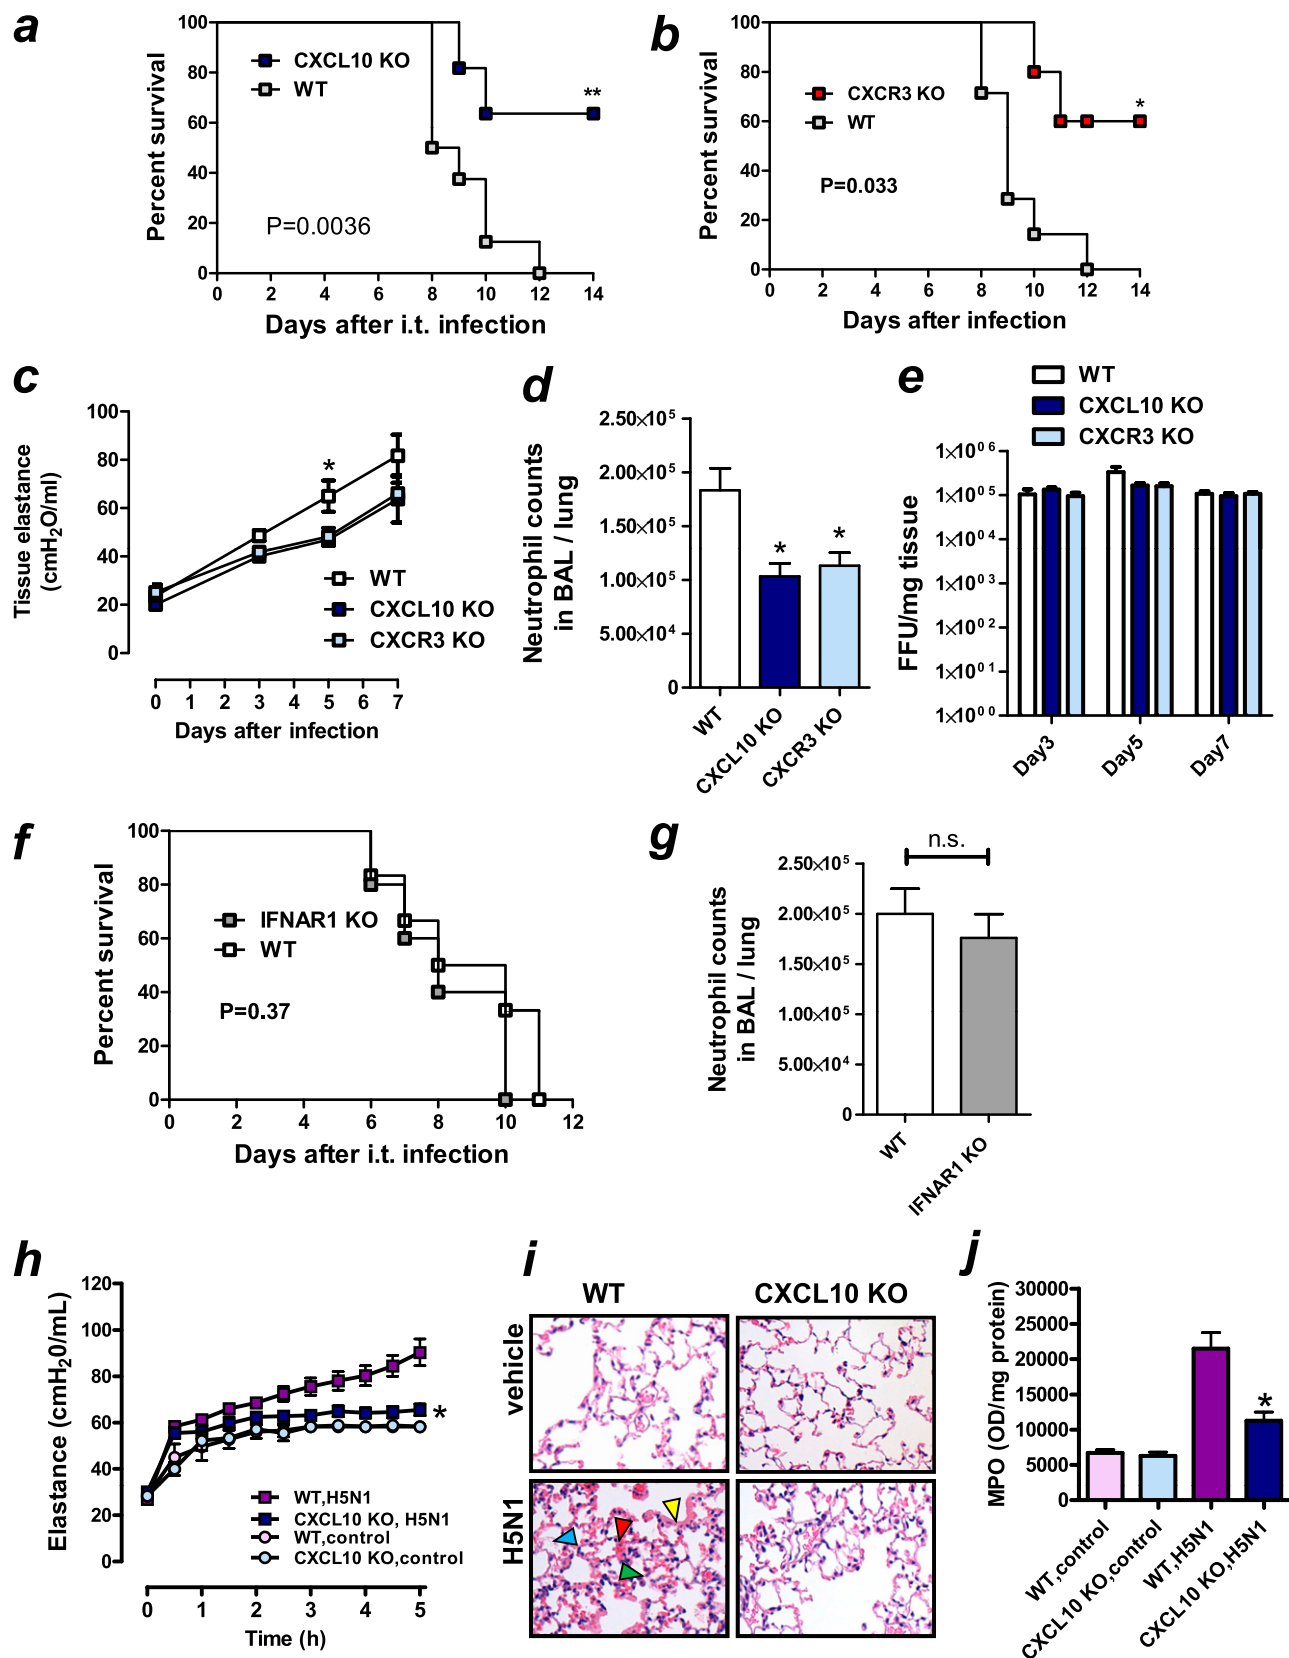 a
Percent survival
100
80
60
40
20
0
CXCL10 KO
WT
**
P=0.0036
0 2 4 6 8 10 12 14
Days after i.t. infection
b
Percent survival
100
80
60
40
20
0
CXCR3 KO
WT
*
P=0.033
0 2 4 6 8 10 12 14
Days after infection
c
Tissue elastance
(cmH2O/ml)
100
80
60
40
20
0
*
WT
CXCL10 KO
CXCR3 KO
0 1 2 3 4 5 6 7
Days after infection
d
Neutrophil counts
in BAL / lung
2.50×10^5
2.00×10^5
1.50×10^5
1.00×10^5
5.00×10^4
0
* *
WT
CXCL10 KO
CXCR3 KO
e
WT
CXCL10 KO
CXCR3 KO
FFU/mg tissue
1×10^06
1×10^05
1×10^04
1×10^03
1×10^02
1×10^01
1×10^00
Day3
Day5
Day7
f
Percent survival
100
80
60
40
20
0
IFNAR1 KO
WT
P=0.37
0 2 4 6 8 10 12
Days after i.t. infection
g
n.s.
Neutrophil counts
in BAL / lung
2.50×10^5
2.00×10^5
1.50×10^5
1.00×10^5
5.00×10^4
0
WT
IFNAR1 KO
h
Elastance (cmH20/mL)
120
100
80
60
40
20
0
*
WT,H5N1
CXCL10 KO, H5N1
WT,control
CXCL10 KO,control
0 1 2 3 4 5
Time (h)
i
WT CXCL10 KO
vehicle
H5N1
j
MPO (OD/mg protein)
30000
25000
20000
15000
10000
5000
0
*
WT,control
CXCL10 KO,control
WT,H5N1
CXCL10 KO,H5N1